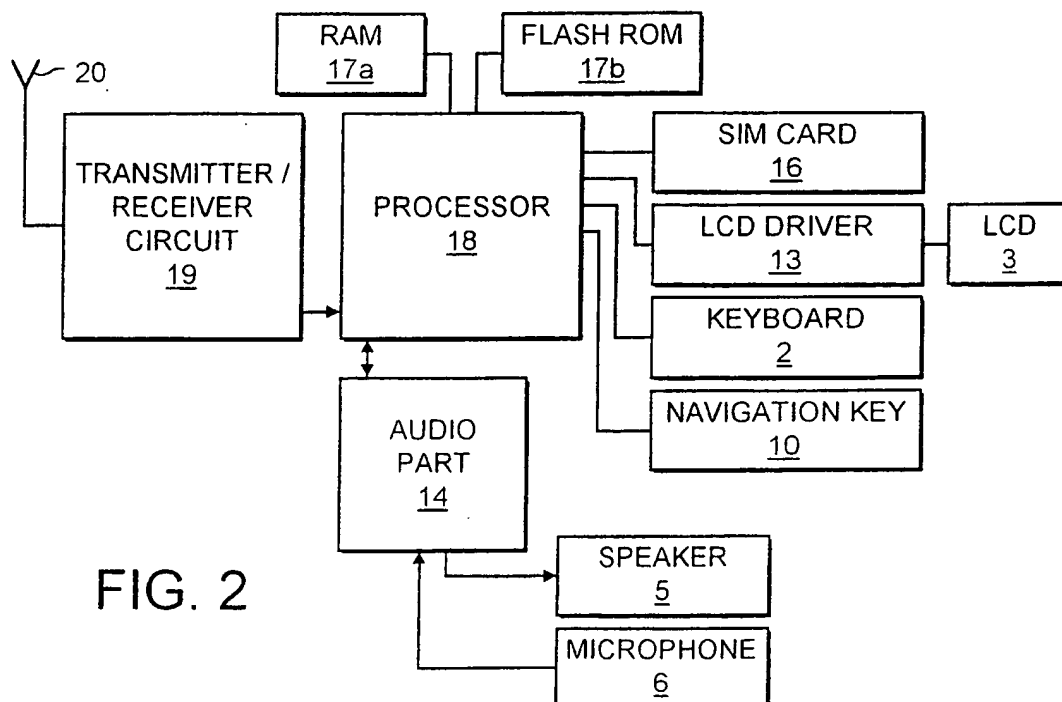 RAM
17a
FLASH ROM
17b
20
TRANSMITTER /
RECEIVER
CIRCUIT
19
PROCESSOR
18
SIM CARD
16
LCD DRIVER
13
LCD
3
KEYBOARD
2
NAVIGATION KEY
10
AUDIO
PART
14
SPEAKER
5
MICROPHONE
6
FIG. 2